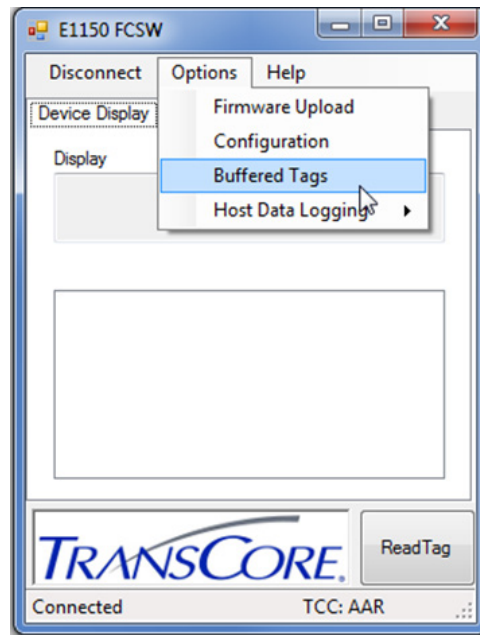 E1150 FCSW
Disconnect Options Help
Device Display
Firmware Upload
Configuration
Display
Buffered Tags
Host Data Logging
TRANSCORE.
ReadTag
Connected TCC: AAR